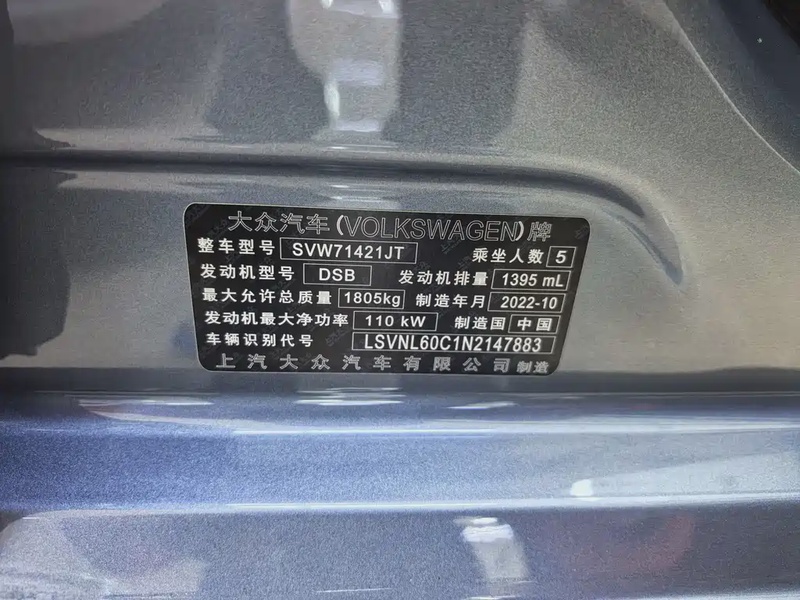 大众汽车(VOLKSWAGEN)牌
整车型号 SVW71421JT 乘坐人数 5
发动机型号 DSB 发动机排量 1395 mL
最大允许总质量 1805kg 制造年月 2022-10
发动机最大净功率 110 kW 制造国 中国
车辆识别代号 LSVNL60C1N2147883
上汽大众汽车有限公司制造